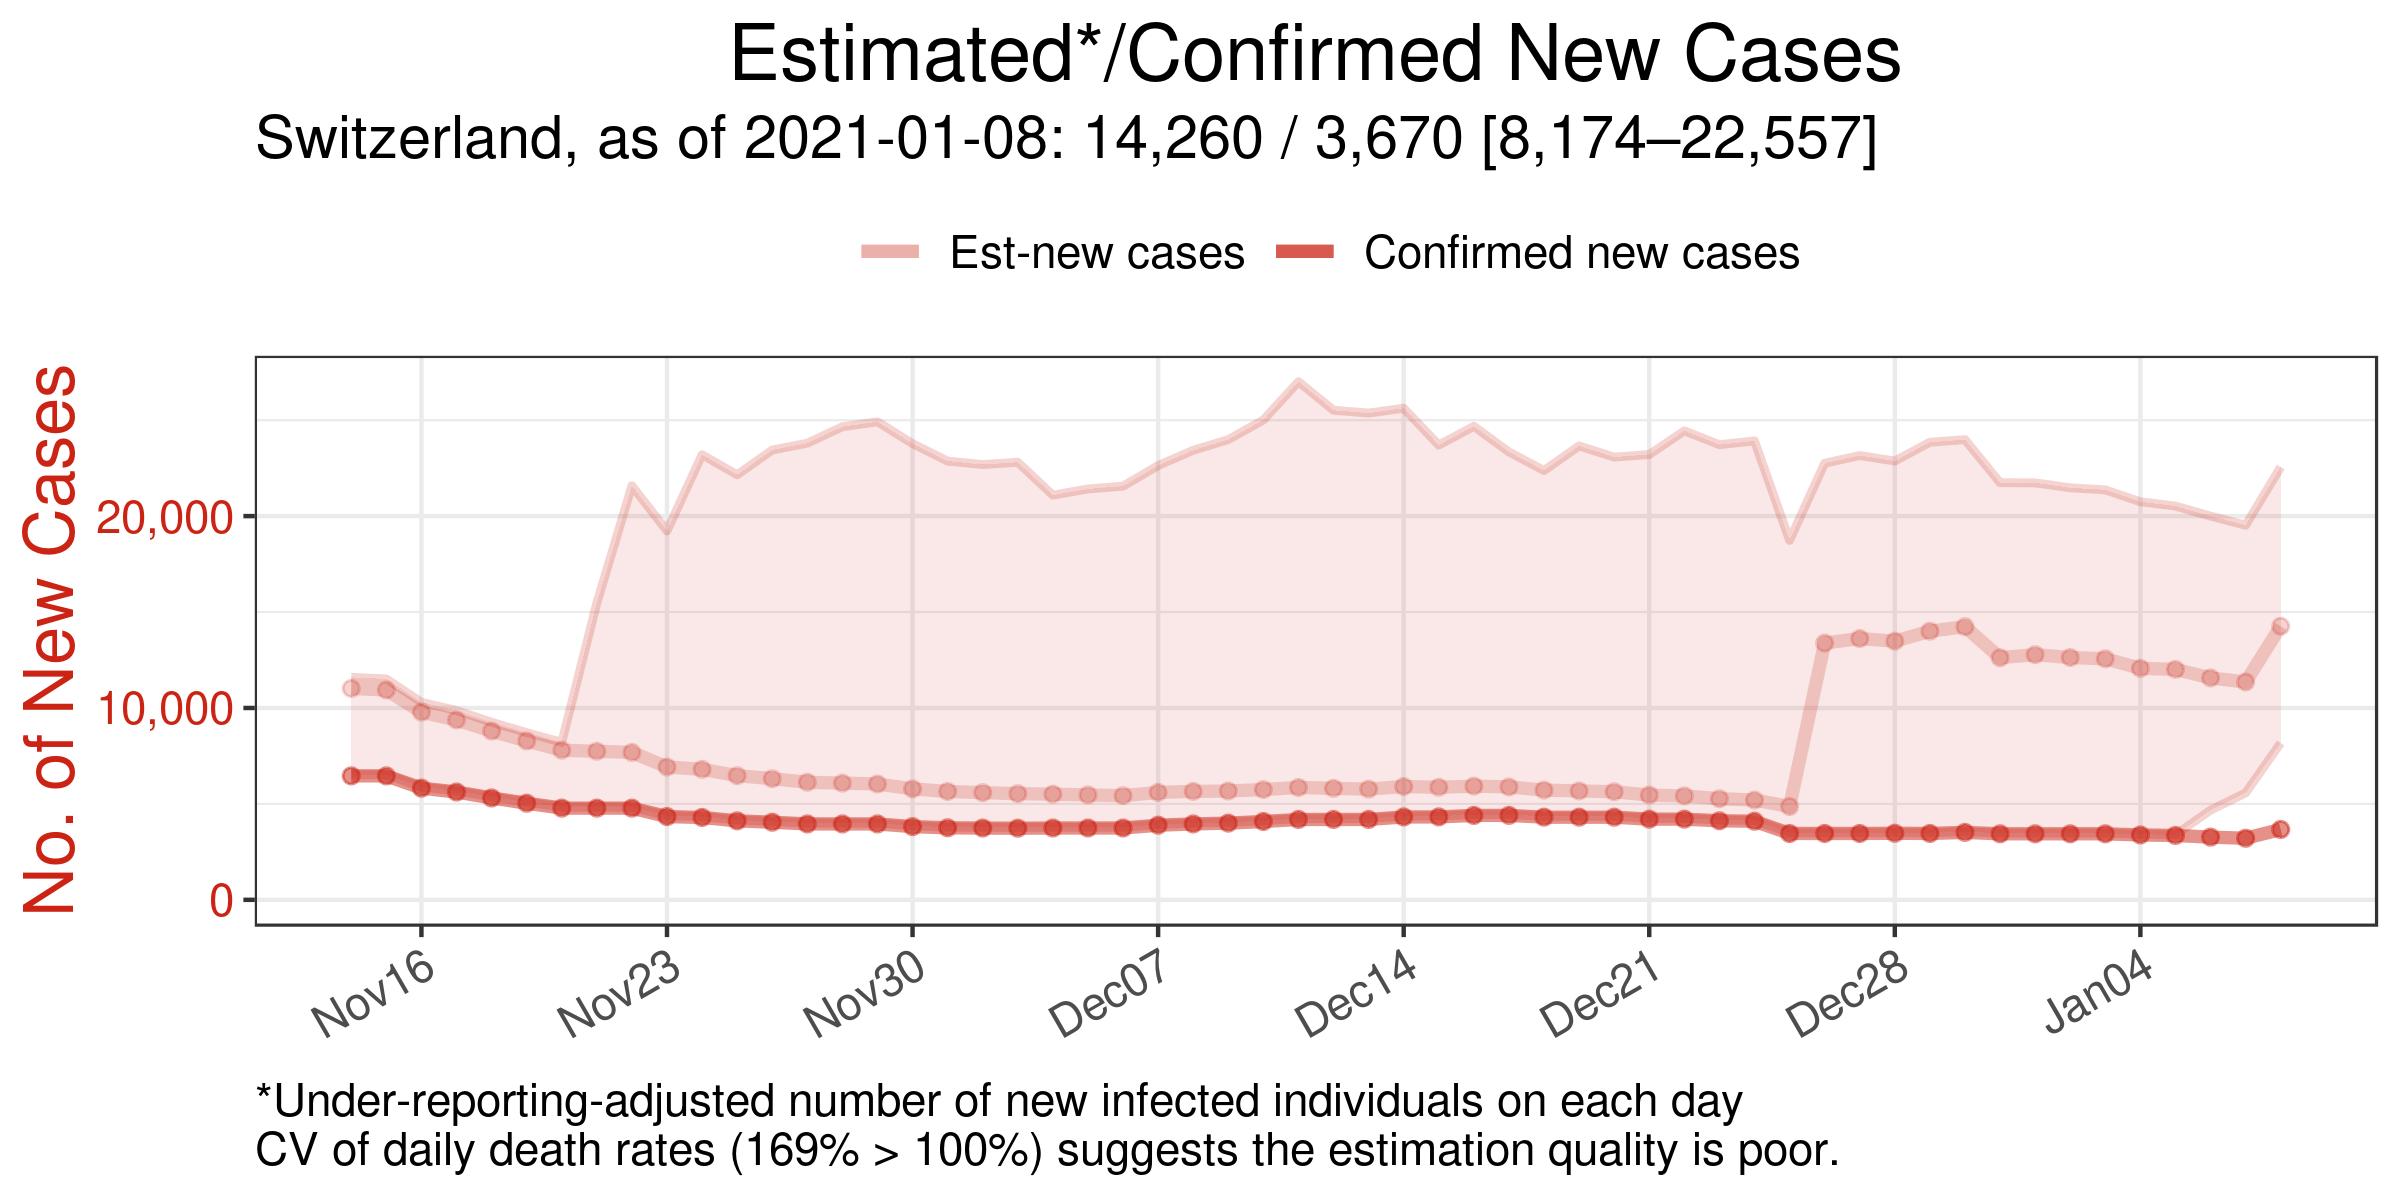 Estimated*/Confirmed New Cases
Switzerland, as of 2021-01-08: 14,260 / 3,670 [8,174–22,557]
Est-new cases
Confirmed new cases
No. of New Cases
20,000
10,000
0
Nov16
Nov23
Nov30
Dec07
Dec14
Dec21
Dec28
Jan04
*Under-reporting-adjusted number of new infected individuals on each day
CV of daily death rates (169% > 100%) suggests the estimation quality is poor.